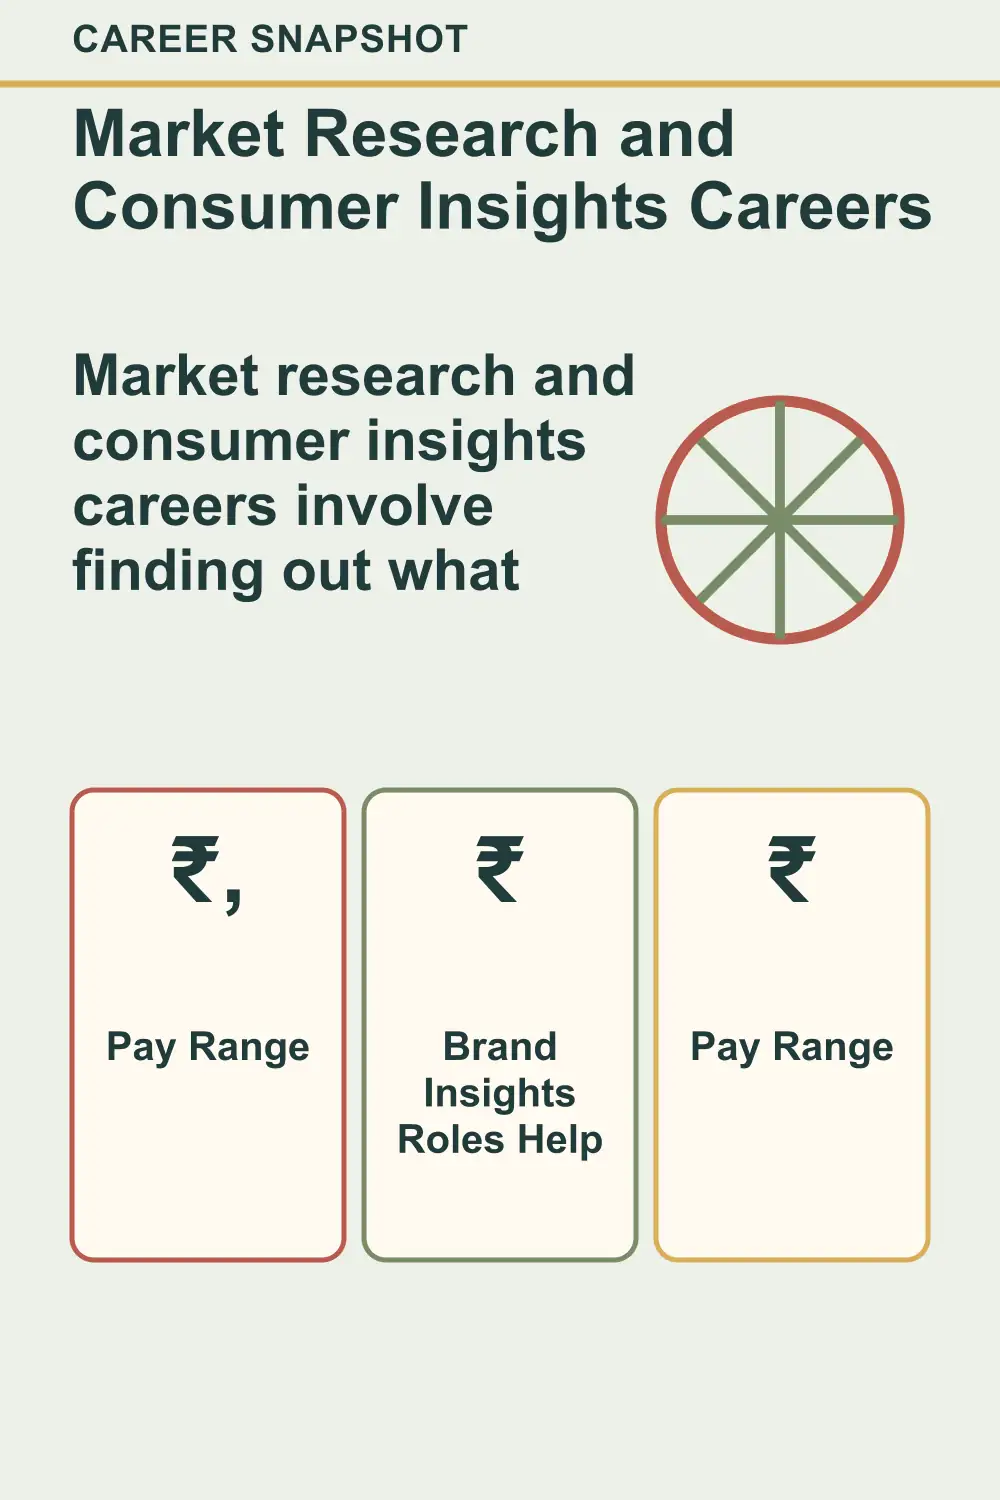 CAREER SNAPSHOT
Market Research and
Consumer Insights Careers
Market research and
consumer insights
careers involve
finding out what
₹,
Pay Range
₹
Brand
Insights
Roles Help
₹
Pay Range